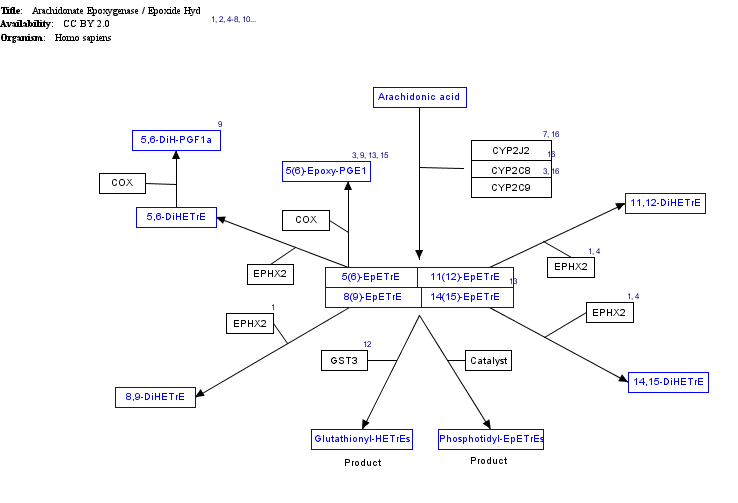 Title: Arachidonate Epoxygenase / Epoxide Hyd
1, 2, 4-8, 10...
Availability: CC BY 2.0
Organism: Homo sapiens
Arachidonic acid
9
5,6-DiH-PGF1a
7, 16
CYP2J2
3, 9, 13, 15
16
5(6)-Epoxy-PGE1
CYP2C8
3, 16
COX
CYP2C9
11,12-DiHETrE
5,6-DiHETrE
COX
1, 4
EPHX2
EPHX2
5(6)-EpETrE
11(12)-EpETrE
13
8(9)-EpETrE
14(15)-EpETrE
1, 4
1
EPHX2
EPHX2
12
GST3
Catalyst
14,15-DiHETrE
8,9-DiHETrE
Glutathionyl-HETrEs
Phosphotidyl-EpETrEs
Product
Product